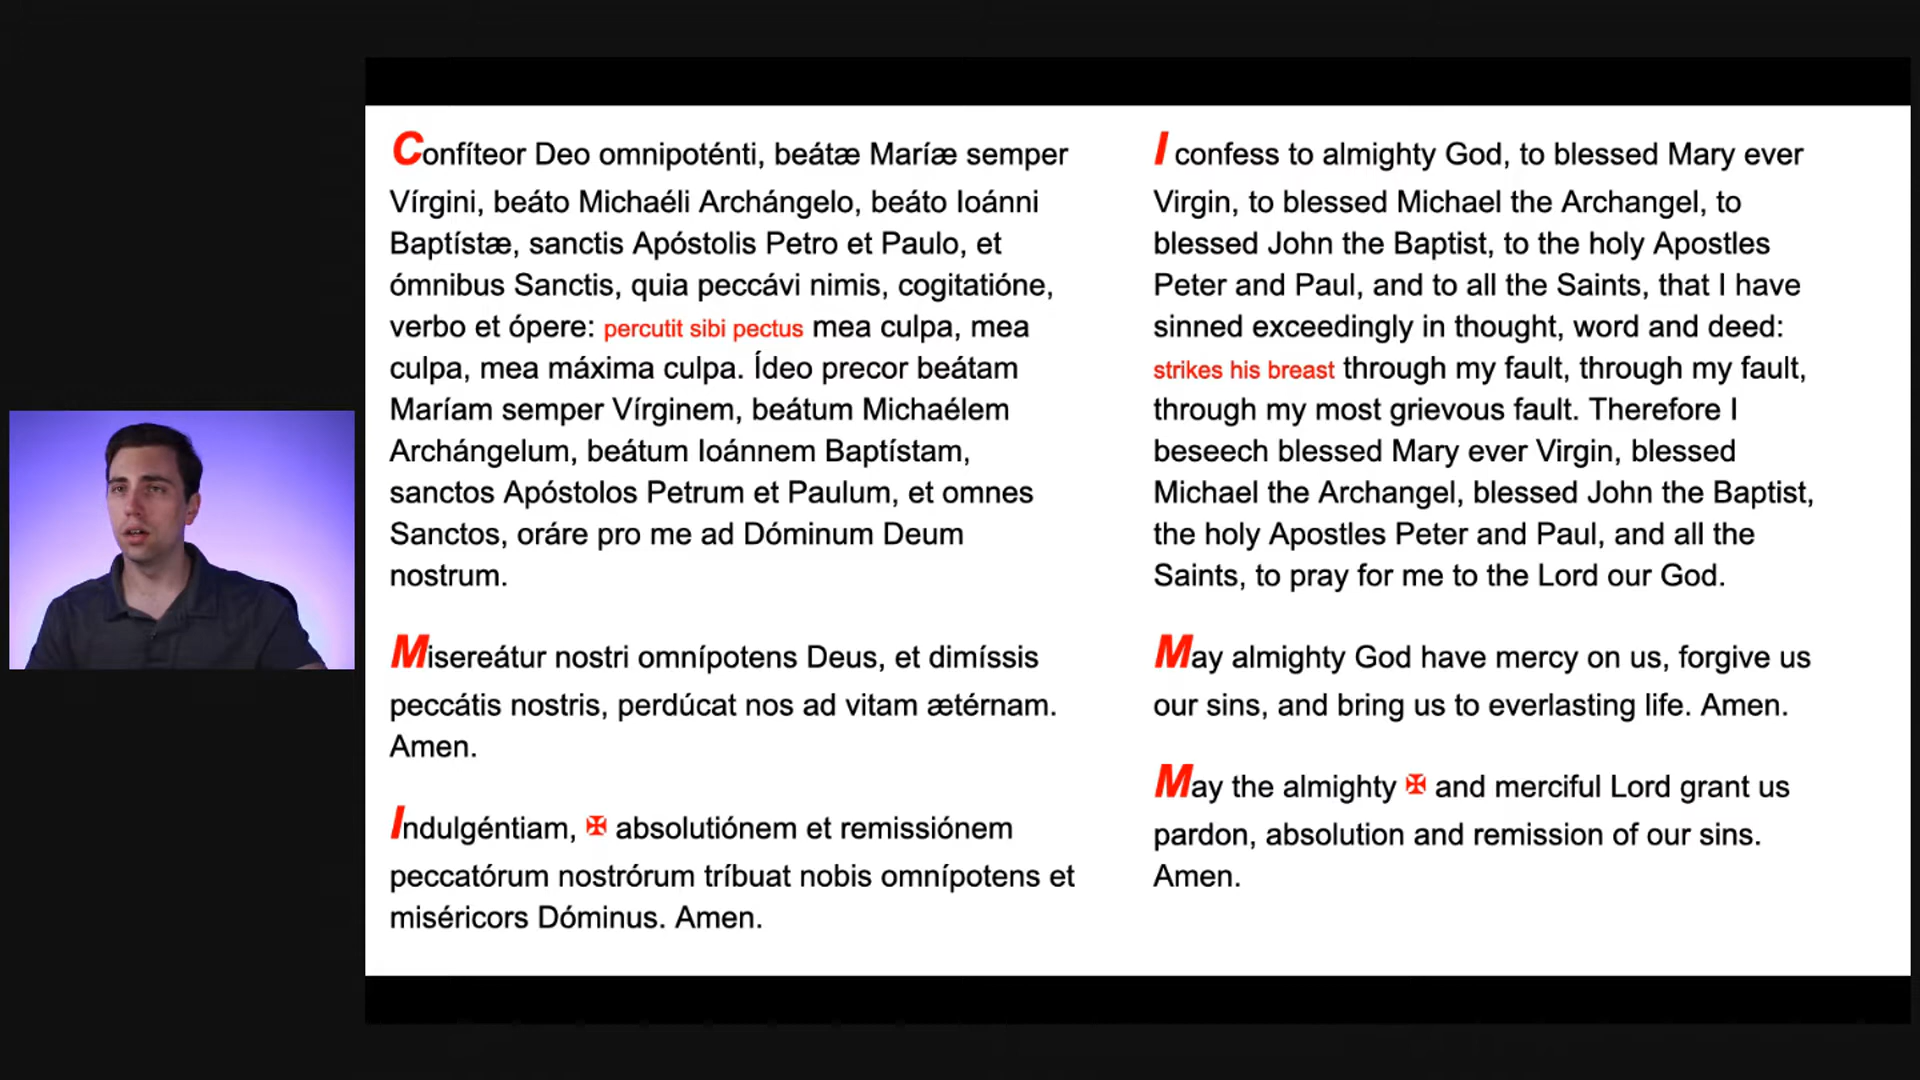 Confíteor Deo omnipoténti, beátæ Maríæ semper
Vírgini, beáto Michaéli Archángelo, beáto Ioánni
Baptístæ, sanctis Apóstolis Petro et Paulo, et
ómnibus Sanctis, quia peccávi nimis, cogitatióne,
verbo et ópere: percutit sibi pectus mea culpa, mea
culpa, mea máxima culpa. Ídeo precor beátam
Maríam semper Vírginem, beátum Michaélem
Archángelum, beátum Ioánnem Baptístam,
sanctos Apóstolos Petrum et Paulum, et omnes
Sanctos, oráre pro me ad Dóminum Deum
nostrum.
Misereátur nostri omnípotens Deus, et dimíssis
peccátis nostris, perdúcat nos ad vitam ætérnam.
Amen.
Indulgéntiam, ✠ absolutiónem et remissiónem
peccatórum nostrórum tríbuat nobis omnípotens et
miséricors Dóminus. Amen.
I confess to almighty God, to blessed Mary ever
Virgin, to blessed Michael the Archangel, to
blessed John the Baptist, to the holy Apostles
Peter and Paul, and to all the Saints, that I have
sinned exceedingly in thought, word and deed:
strikes his breast through my fault, through my fault,
through my most grievous fault. Therefore I
beseech blessed Mary ever Virgin, blessed
Michael the Archangel, blessed John the Baptist,
the holy Apostles Peter and Paul, and all the
Saints, to pray for me to the Lord our God.
May almighty God have mercy on us, forgive us
our sins, and bring us to everlasting life. Amen.
May the almighty ✠ and merciful Lord grant us
pardon, absolution and remission of our sins.
Amen.